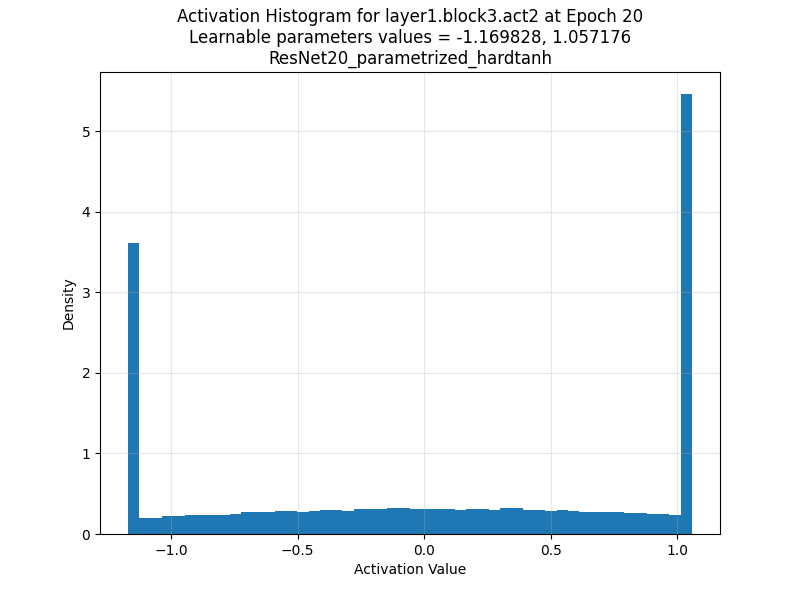 Activation Histogram for layer1.block3.act2 at Epoch 20
Learnable parameters values = -1.169828, 1.057176
ResNet20_parametrized_hardtanh
5
4
3
2
1
0
Density
−1.0 −0.5 0.0 0.5 1.0
Activation Value